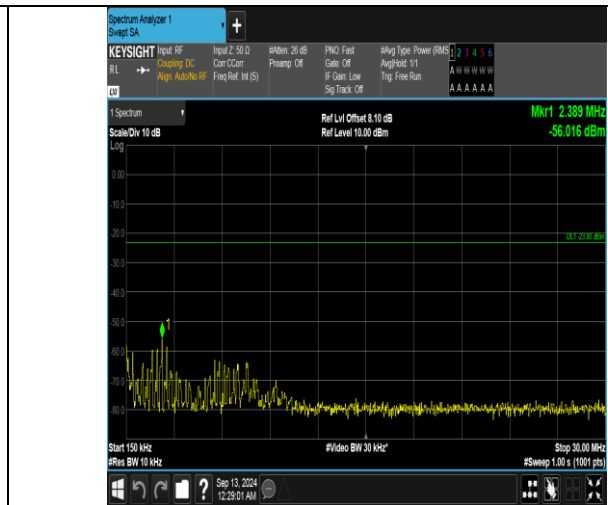 Spectrum Analyzer 1
Swept SA
+
KEYSIGHT Input: RF Input Z: 50 Ω #Atten: 26 dB PNO: Fast #Avg Type: Power (RMS 1 2 3 4 5 6
RL Coupling: DC Corr CCorr Preamp: Off Gate: Off Avg|Hold: 1/1 A W W W W W
Align: Auto/No RF Freq Ref: Int (S) IF Gain: Low Trig: Free Run
Sig Track: Off A A A A A A
1 Spectrum
Ref Lvl Offset 8.10 dB Mkr1 2.389 MHz
Scale/Div 10 dB Ref Level 10.00 dBm -56.016 dBm
Log
0.00
-10.0
-20.0
DL1 -23.00 dBm
-30.0
-40.0
-50.0
1
-60.0
-70.0
-80.0
Start 150 kHz #Video BW 30 kHz* Stop 30.00 MHz
#Res BW 10 kHz #Sweep 1.00 s (1001 pts)
? Sep 13, 2024
12:29:01 AM